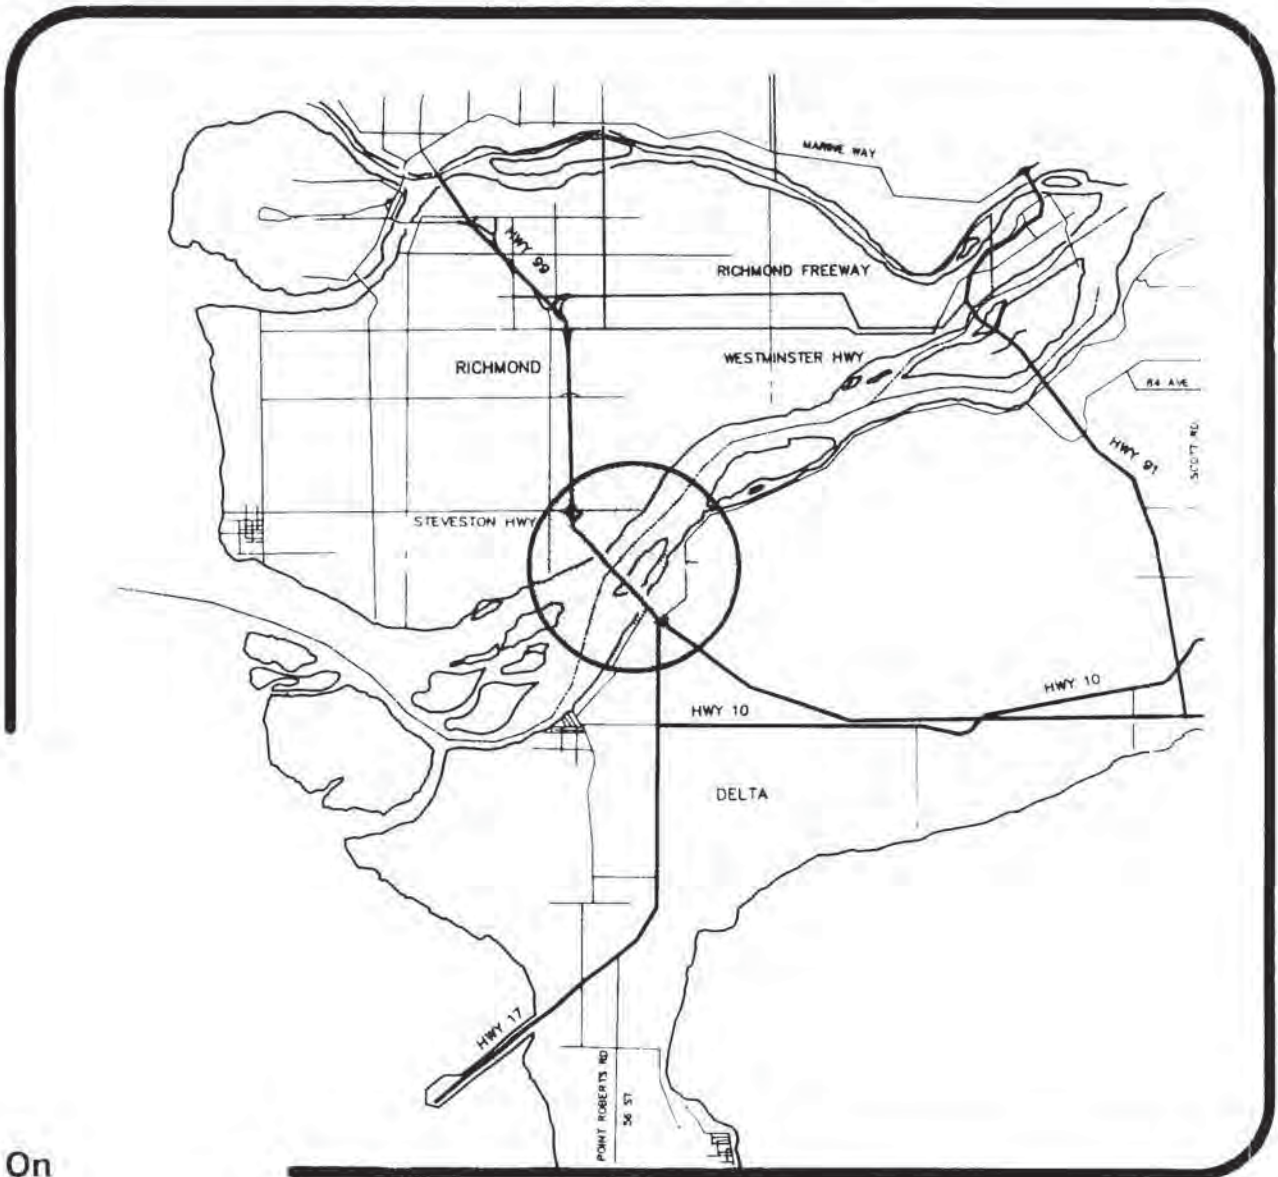 MARINE WAY
HWY 99
RICHMOND FREEWAY
RICHMOND
WESTMINSTER HWY
84 AVE
HWY 91
SCOTT RD.
STEVESTON HWY
HWY 10
HWY 10
DELTA
HWY 17
POINT ROBERTS RD
56 ST.
On